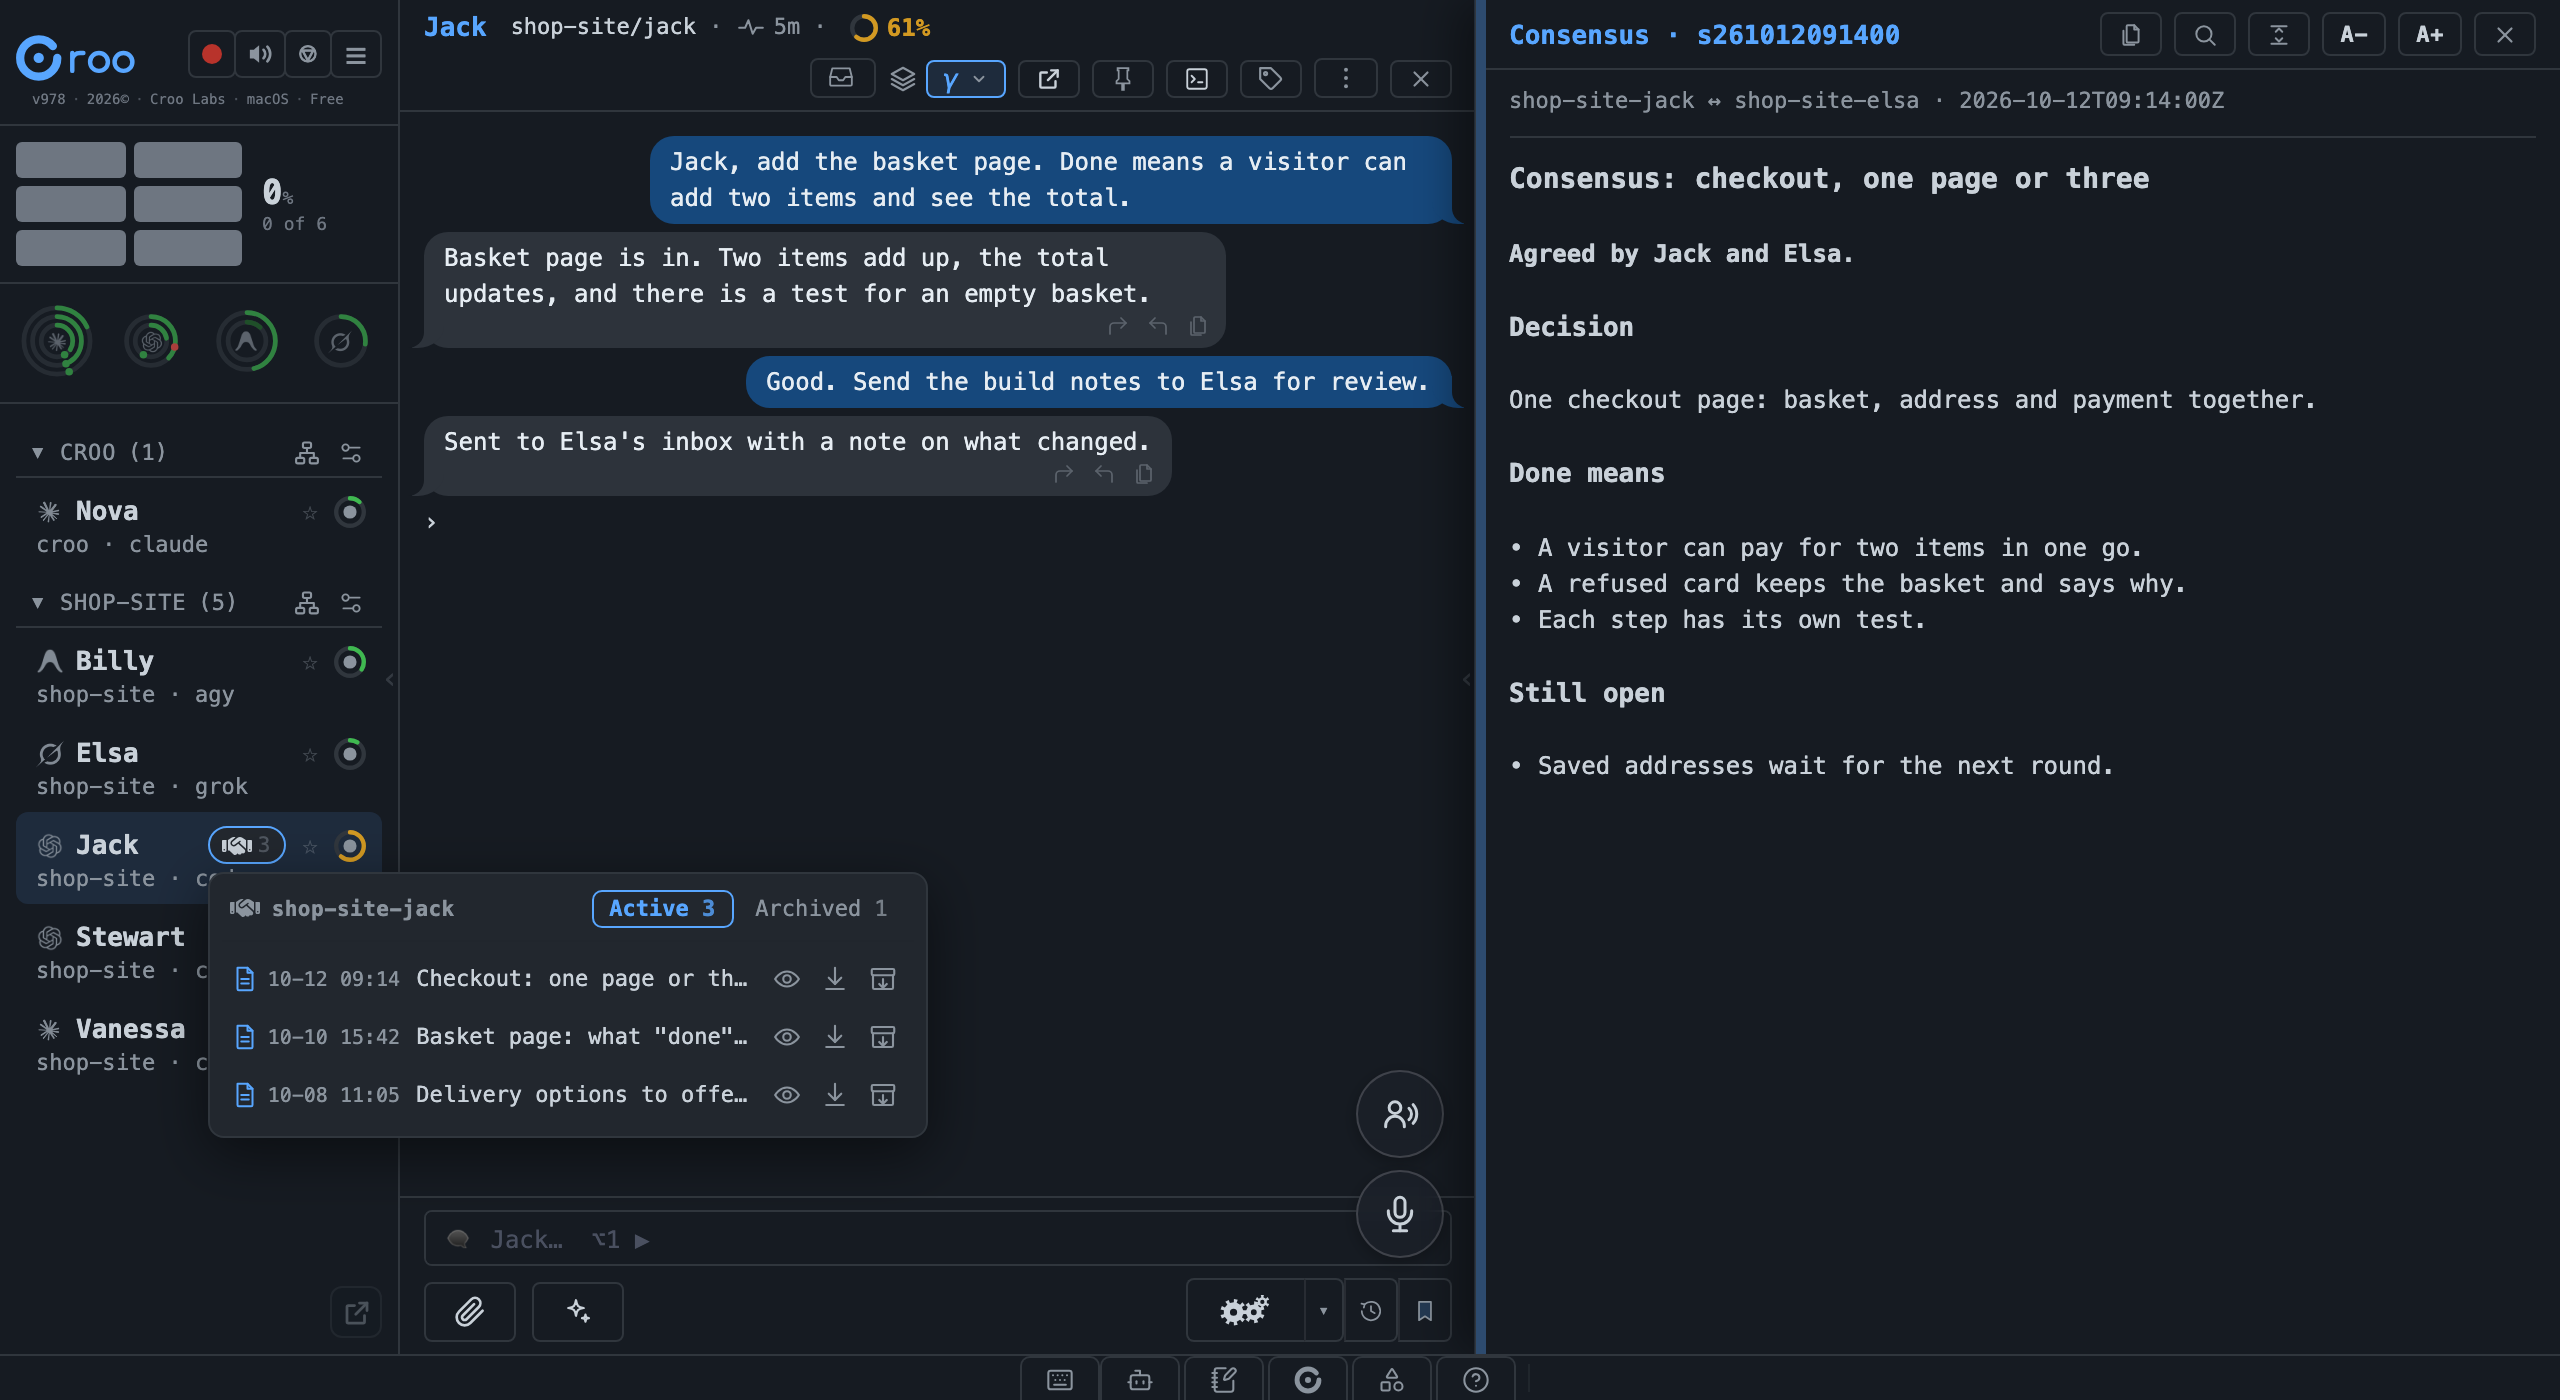 Croo
v978 · 2026© · Croo Labs · macOS · Free
0%
0 of 6
▼ CROO (1)
Nova
croo · claude
▼ SHOP-SITE (5)
Billy
shop-site · agy
Elsa
shop-site · grok
Jack 3
shop-site · co
Stewart
shop-site · c
Vanessa
shop-site · c
Jack shop-site/jack · 5m · 61%
γ
Jack, add the basket page. Done means a visitor can
add two items and see the total.
Basket page is in. Two items add up, the total
updates, and there is a test for an empty basket.
Good. Send the build notes to Elsa for review.
Sent to Elsa's inbox with a note on what changed.
›
shop-site-jack Active 3 Archived 1
10-12 09:14 Checkout: one page or th…
10-10 15:42 Basket page: what "done"…
10-08 11:05 Delivery options to offe…
Jack… ⌥1 ▶
Consensus · s261012091400
A- A+
shop-site-jack ↔ shop-site-elsa · 2026-10-12T09:14:00Z
Consensus: checkout, one page or three
Agreed by Jack and Elsa.
Decision
One checkout page: basket, address and payment together.
Done means
• A visitor can pay for two items in one go.
• A refused card keeps the basket and says why.
• Each step has its own test.
Still open
• Saved addresses wait for the next round.